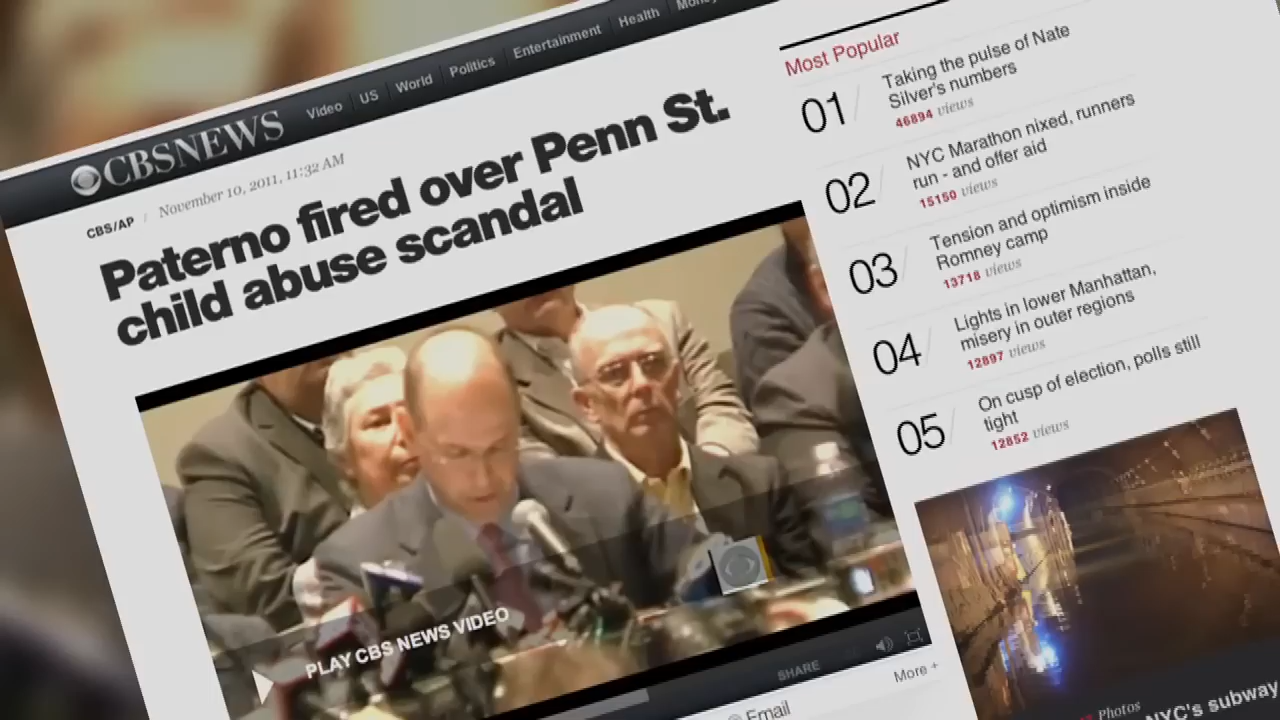 CBSNEWS
Video
US
World
Politics
Entertainment
Health
CBS/AP / November 10, 2011, 11:32 AM
Paterno fired over Penn St.
child abuse scandal
PLAY CBS NEWS VIDEO
SHARE
More +
Email
Most Popular
01
Taking the pulse of Nate
Silver's numbers
46894 views
02
NYC Marathon nixed, runners
run - and offer aid
15150 views
03
Tension and optimism inside
Romney camp
13718 views
04
Lights in lower Manhattan,
misery in outer regions
12897 views
05
On cusp of election, polls still
tight
12852 views
Photos
NYC's subway